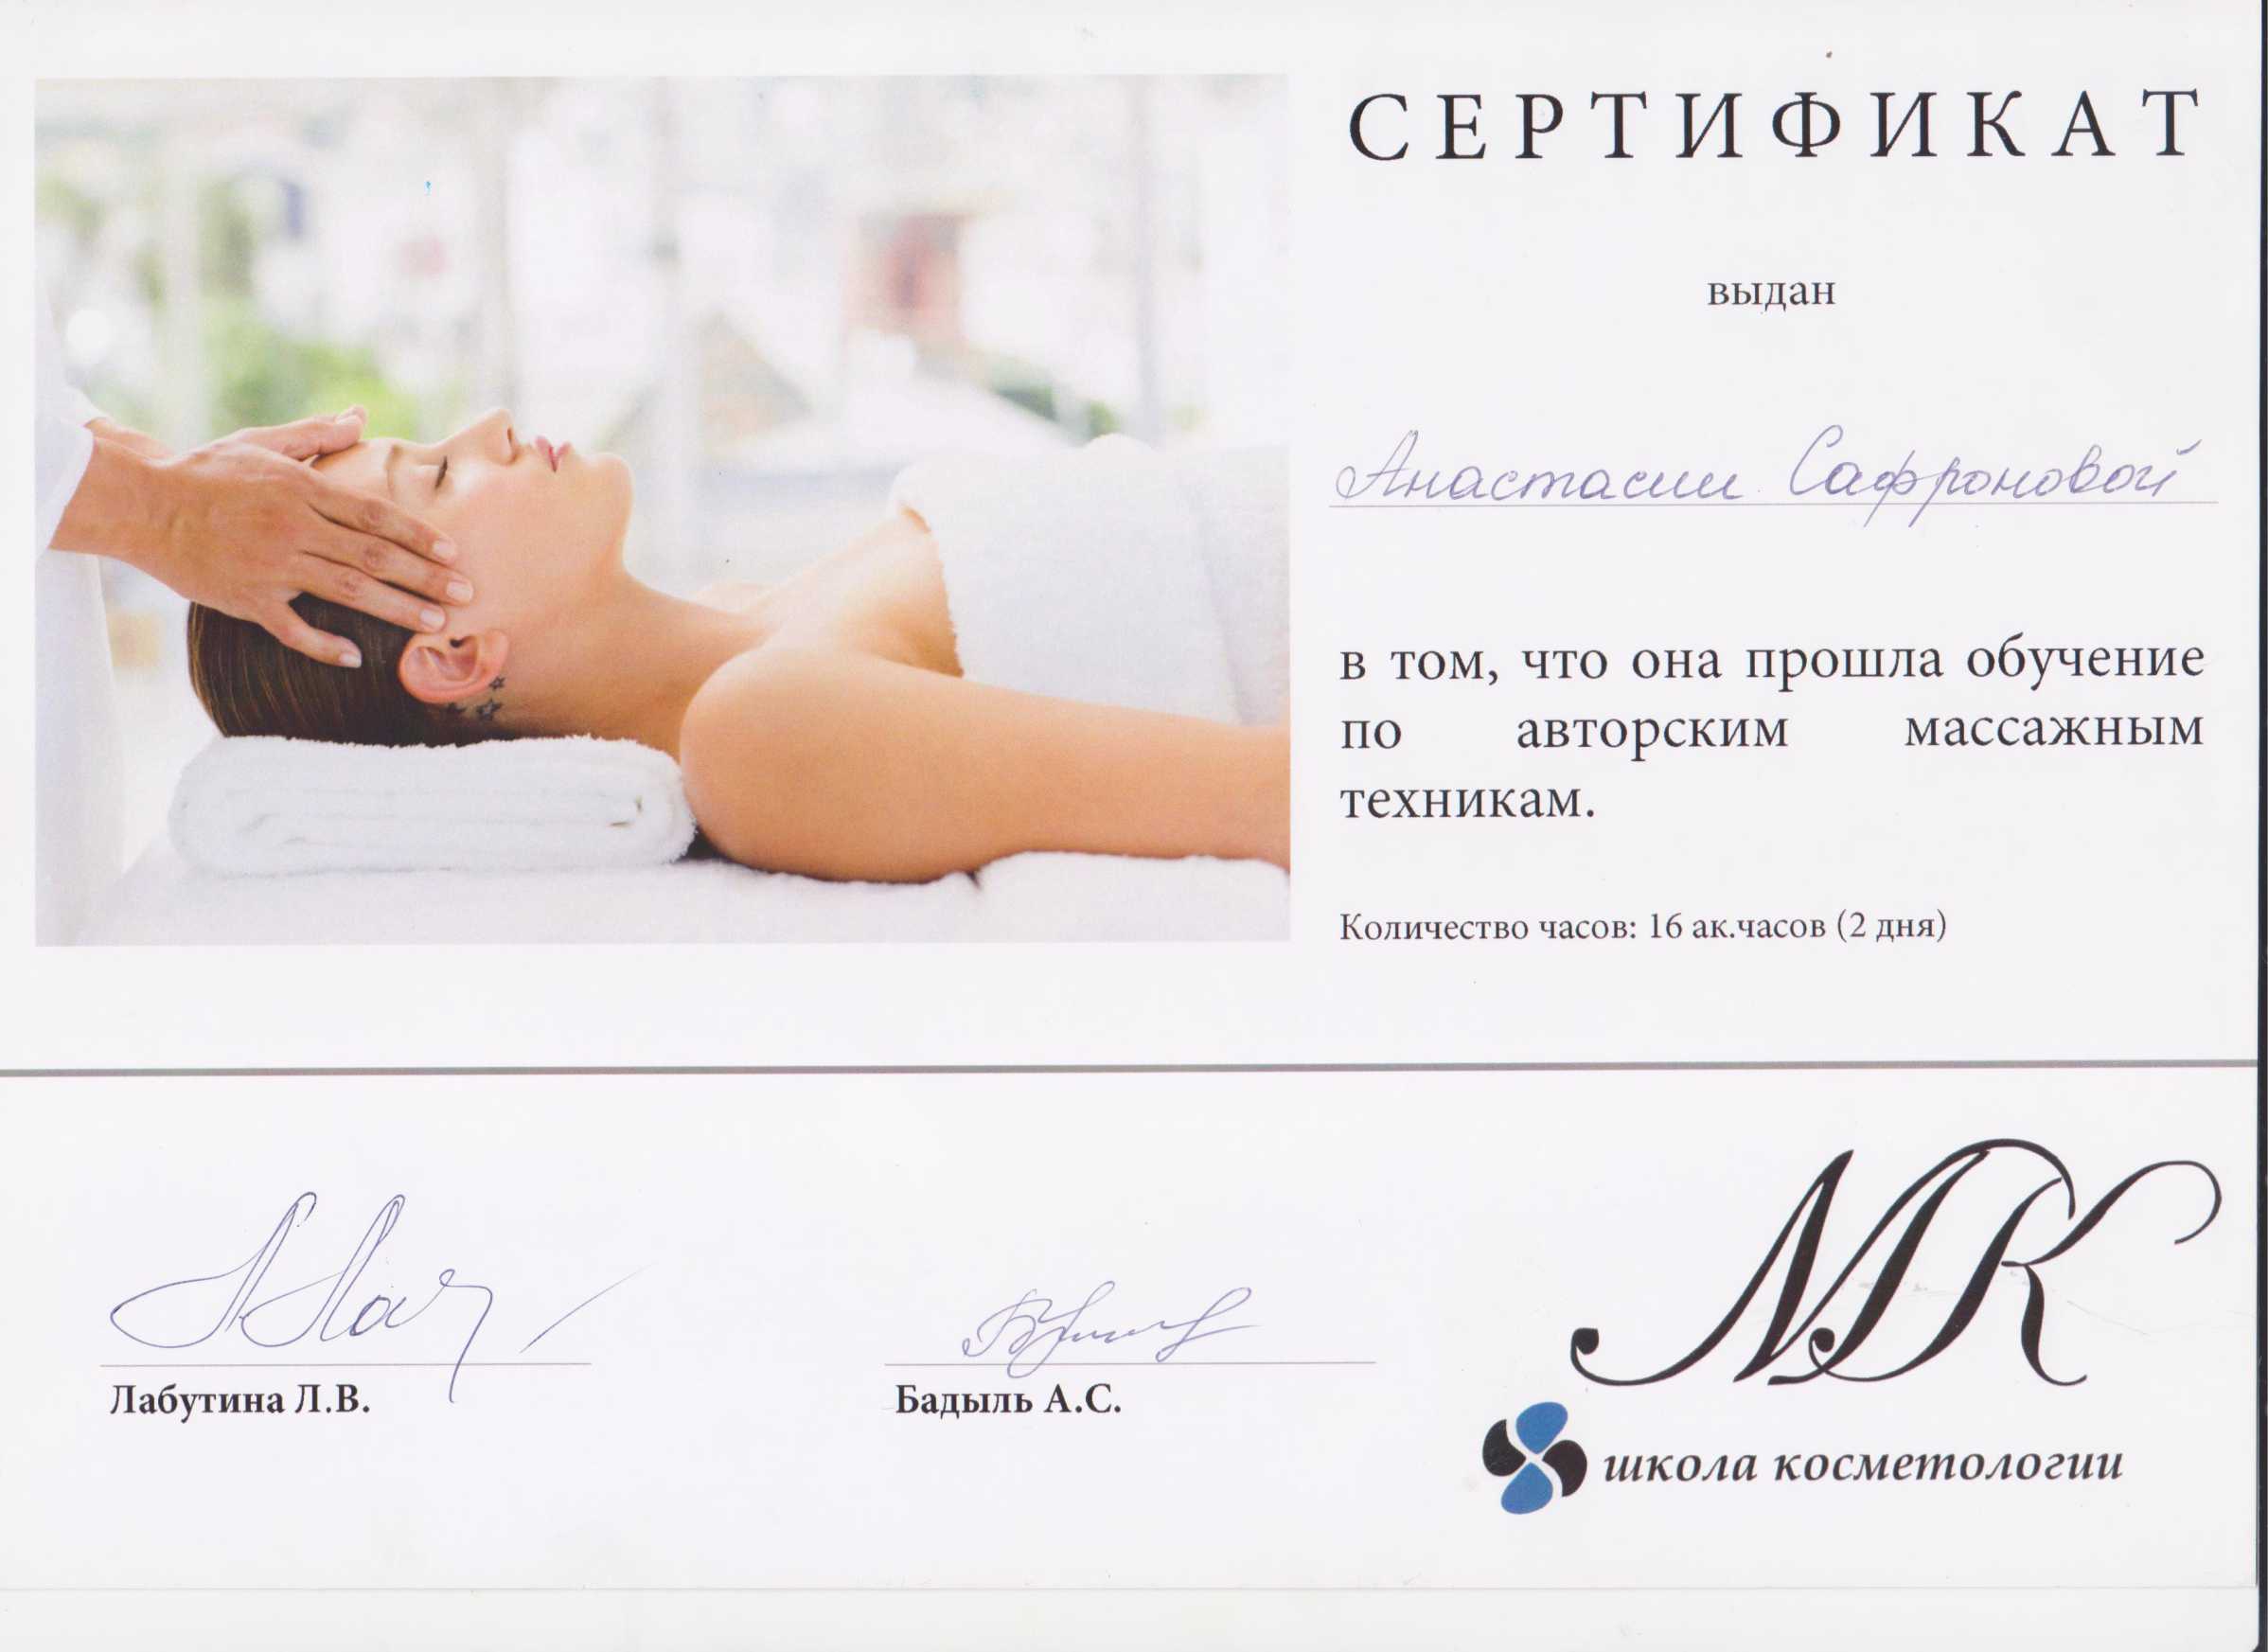 СЕРТИФИКАТ
выдан
Анастасии Сафроновой
в том, что она прошла обучение
по авторским массажным
техникам.
Количество часов: 16 ак.часов (2 дня)
Лабутина Л.В.
Бадыль А.С.
МК
школа косметологии